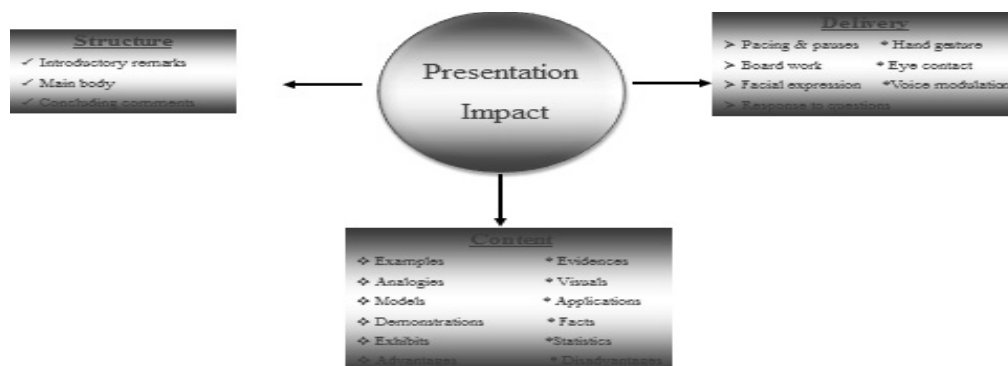 Structure
✓ Introductory remarks
✓ Main body
✓ Concluding comments
Presentation
Impact
Delivery
➢ Pacing & pauses * Hand gesture
➢ Board work * Eye contact
➢ Facial expression *Voice modulation
➢ Response to questions
Content
❖ Examples * Evidences
❖ Analogies * Visuals
❖ Models * Applications
❖ Demonstrations * Facts
❖ Exhibits *Statistics
❖ Advantages * Disadvantages